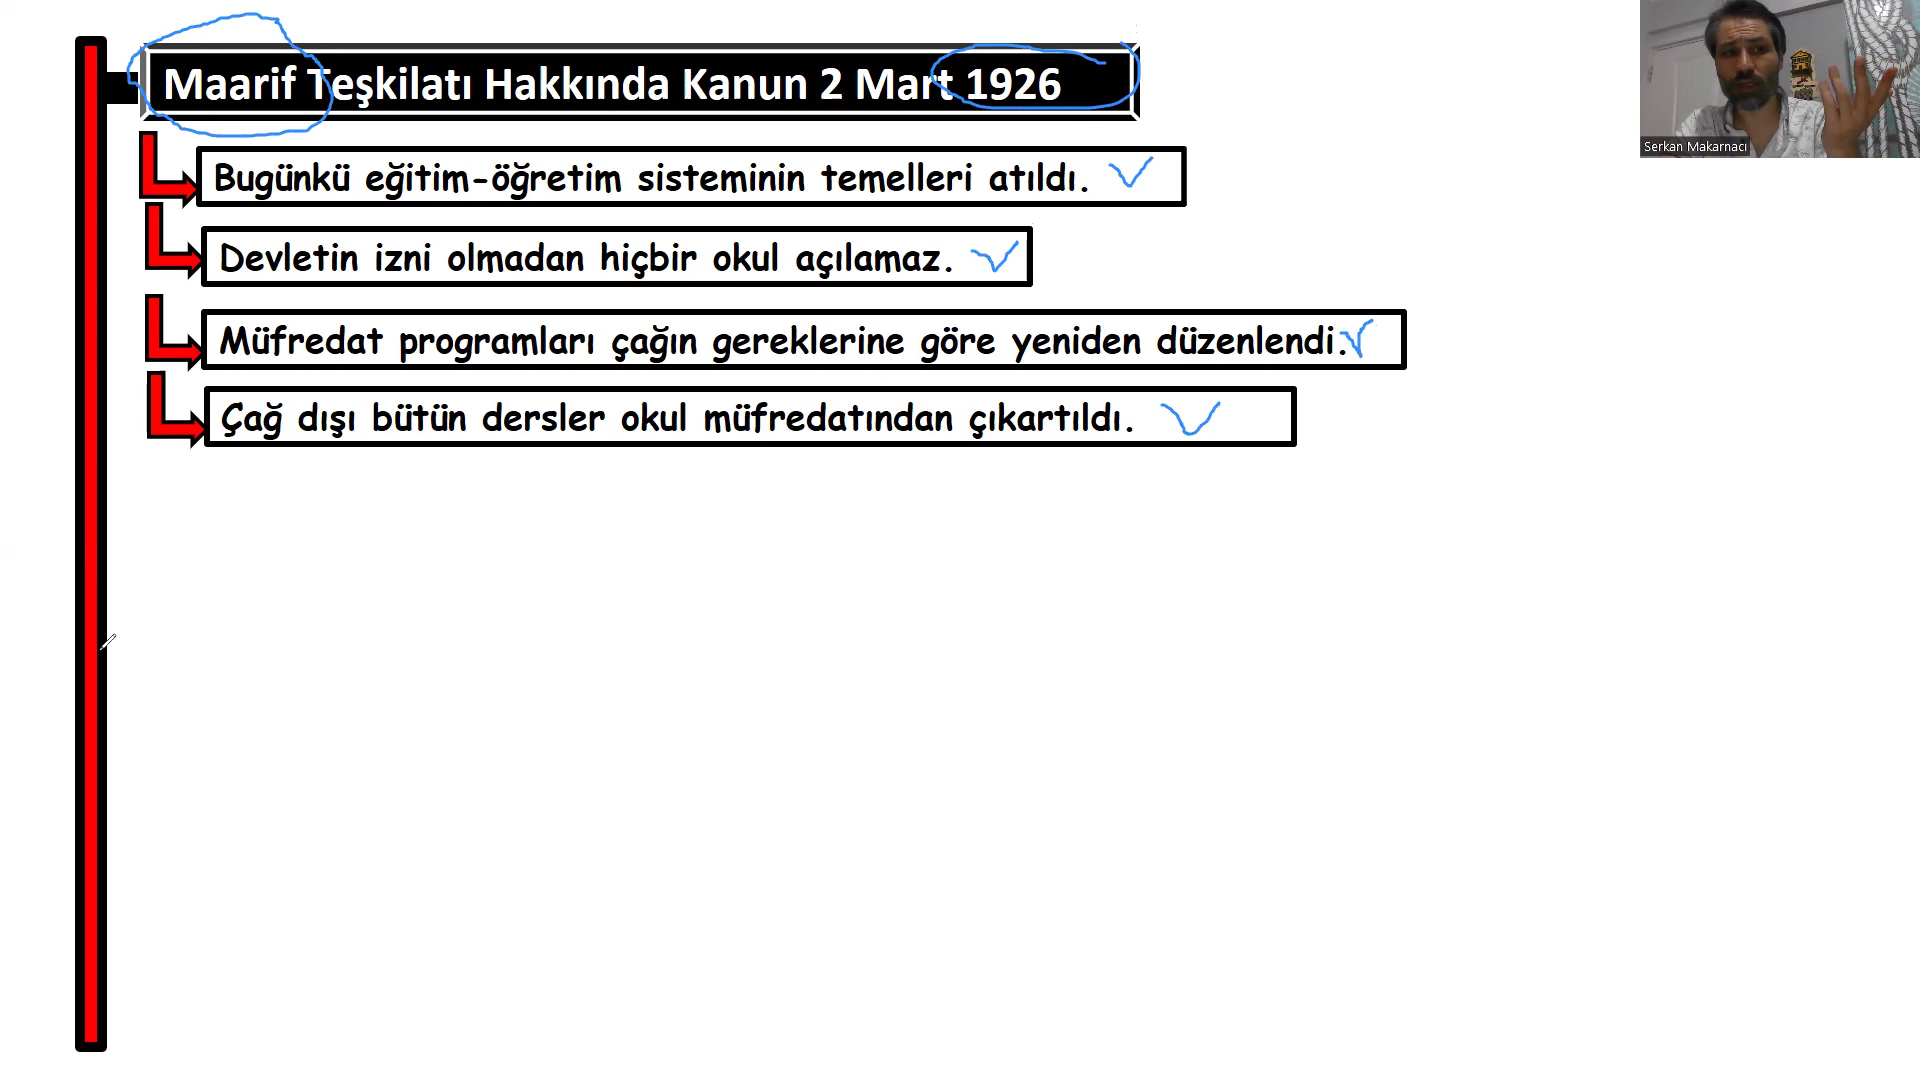 Maarif Teşkilatı Hakkında Kanun 2 Mart 1926
Serkan Makarnacı
Bugünkü eğitim-öğretim sisteminin temelleri atıldı.
Devletin izni olmadan hiçbir okul açılamaz.
Müfredat programları çağın gereklerine göre yeniden düzenlendi.
Çağ dışı bütün dersler okul müfredatından çıkartıldı.